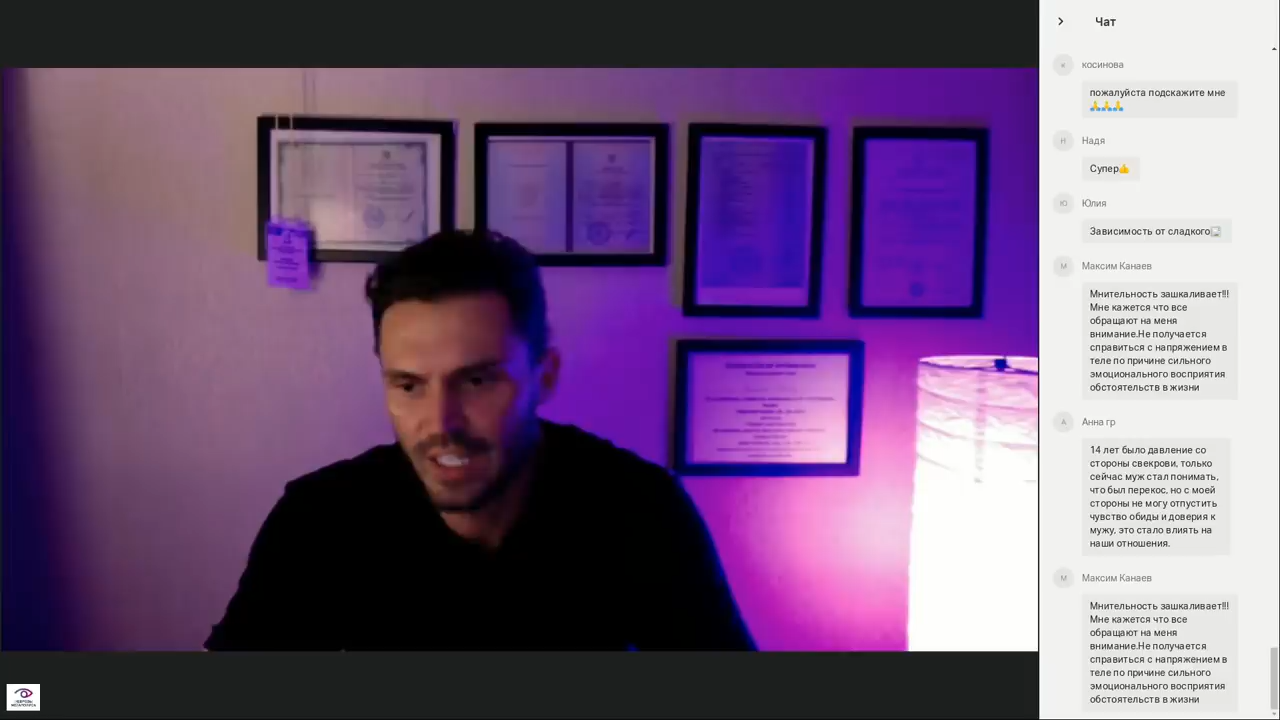 Чат
к
косинова
пожалуйста подскажите мне
🙏🙏🙏
Н
Надя
Супер👍
Ю
Юлия
Зависимость от сладкого
М
Максим Канаев
Мнительность зашкаливает!!!
Мне кажется что все
обращают на меня
внимание.Не получается
справиться с напряжением в
теле по причине сильного
эмоционального восприятия
обстоятельств в жизни
А
Анна гр
14 лет было давление со
стороны свекрови, только
сейчас муж стал понимать,
что был перекос, но с моей
стороны не могу отпустить
чувство обиды и доверия к
мужу, это стало влиять на
наши отношения.
М
Максим Канаев
Мнительность зашкаливает!!!
Мне кажется что все
обращают на меня
внимание.Не получается
справиться с напряжением в
теле по причине сильного
эмоционального восприятия
обстоятельств в жизни